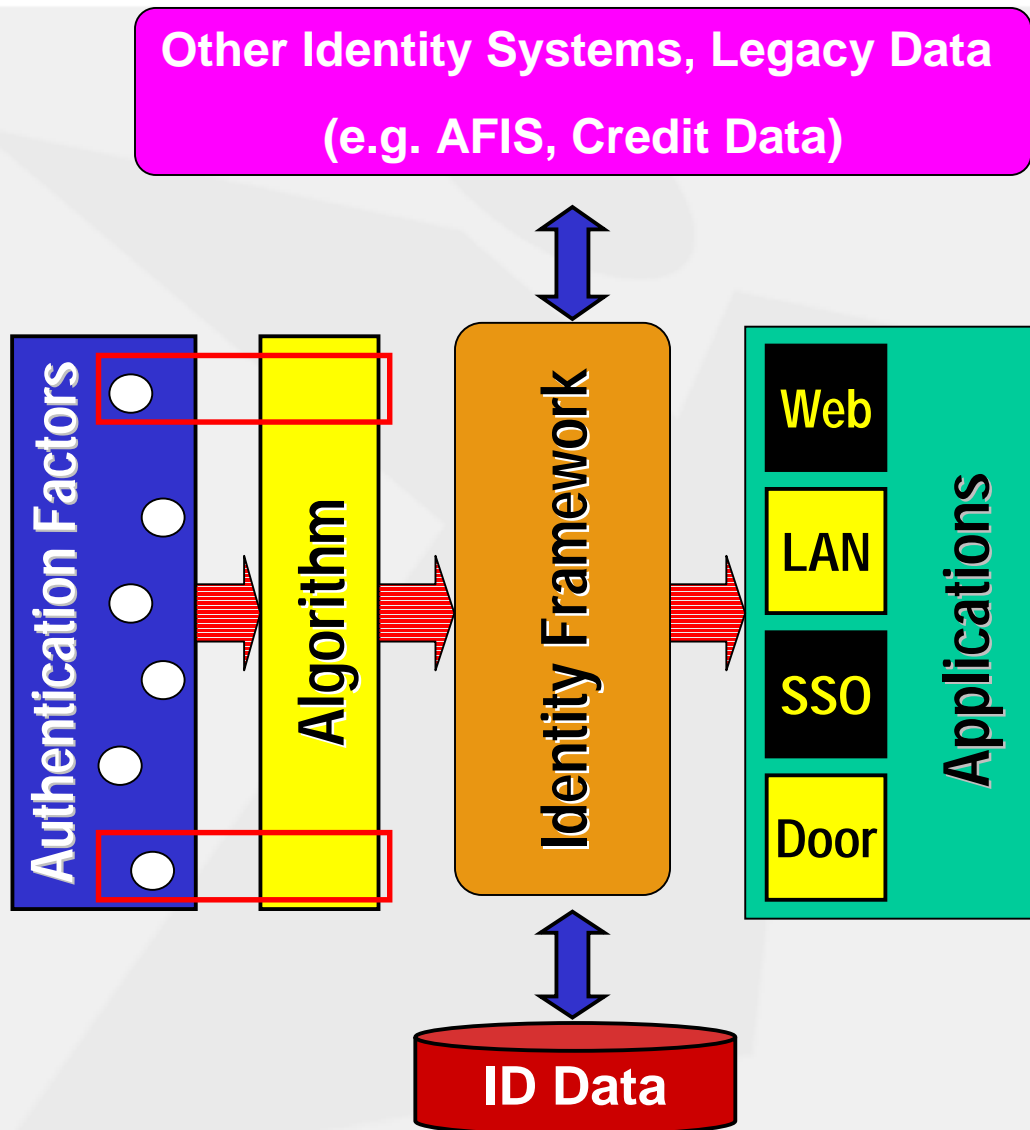 Other Identity Systems, Legacy Data
(e.g. AFIS, Credit Data)
Authentication Factors
Algorithm
Identity Framework
Web
LAN
SSO
Door
Applications
ID Data